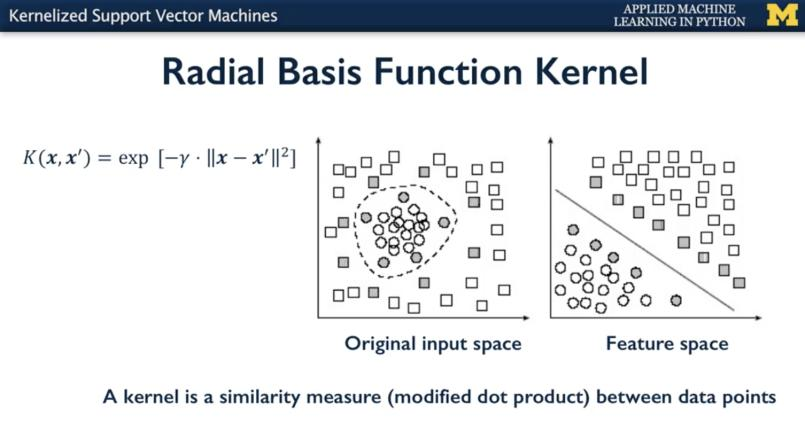 Kernelized Support Vector Machines
APPLIED MACHINE
LEARNING IN PYTHON
M
Radial Basis Function Kernel
K(x, x′) = exp [−γ · ‖x − x′‖²]
Original input space
Feature space
A kernel is a similarity measure (modified dot product) between data points